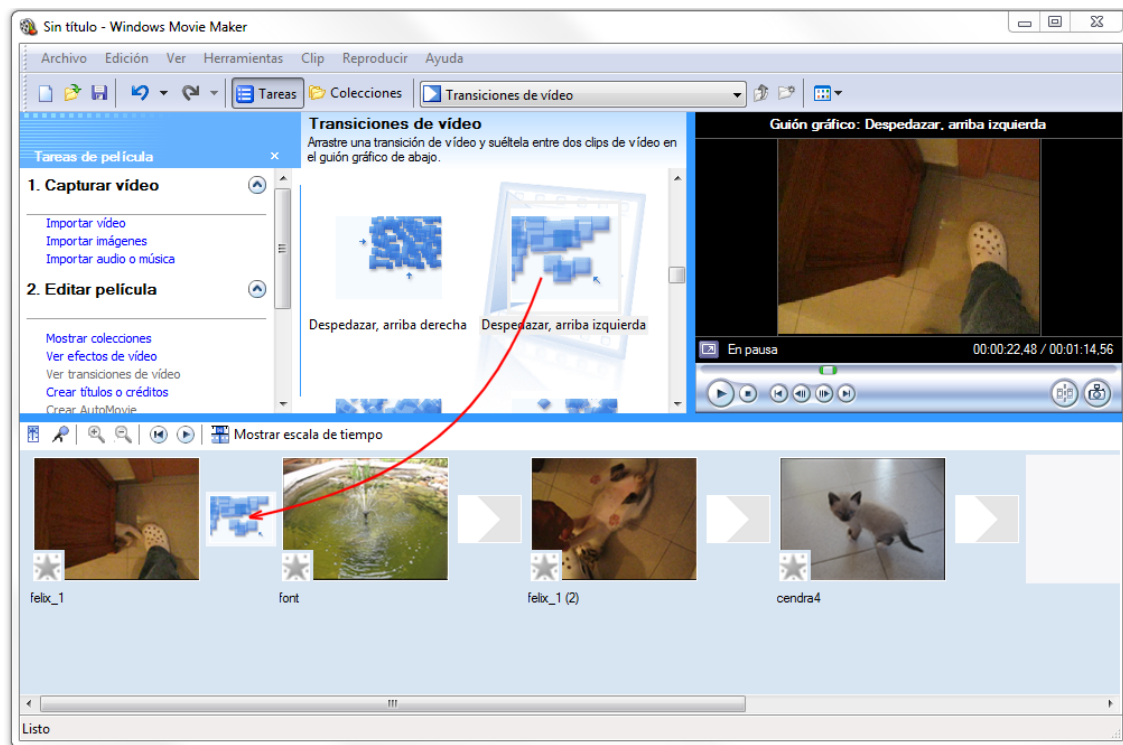 Sin título - Windows Movie Maker
Archivo Edición Ver Herramientas Clip Reproducir Ayuda
Tareas Colecciones Transiciones de vídeo
Tareas de película
1. Capturar vídeo
Importar vídeo
Importar imágenes
Importar audio o música
2. Editar película
Mostrar colecciones
Ver efectos de vídeo
Ver transiciones de vídeo
Crear títulos o créditos
Crear AutoMovie
Transiciones de vídeo
Arrastre una transición de vídeo y suéltela entre dos clips de vídeo en
el guión gráfico de abajo.
Despedazar, arriba derecha
Despedazar, arriba izquierda
Guión gráfico: Despedazar, arriba izquierda
En pausa
00:00:22,48 / 00:01:14,56
Mostrar escala de tiempo
felix_1
font
felix_1 (2)
cendra4
Listo